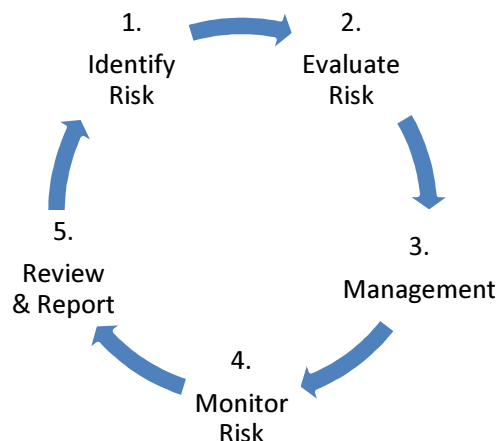 1.
Identify
Risk
2.
Evaluate
Risk
3.
Management
4.
Monitor
Risk
5.
Review
& Report